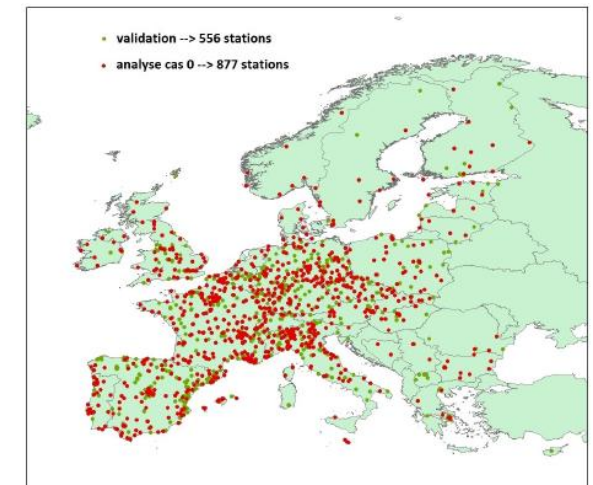 validation --> 556 stations
analyse cas 0 --> 877 stations